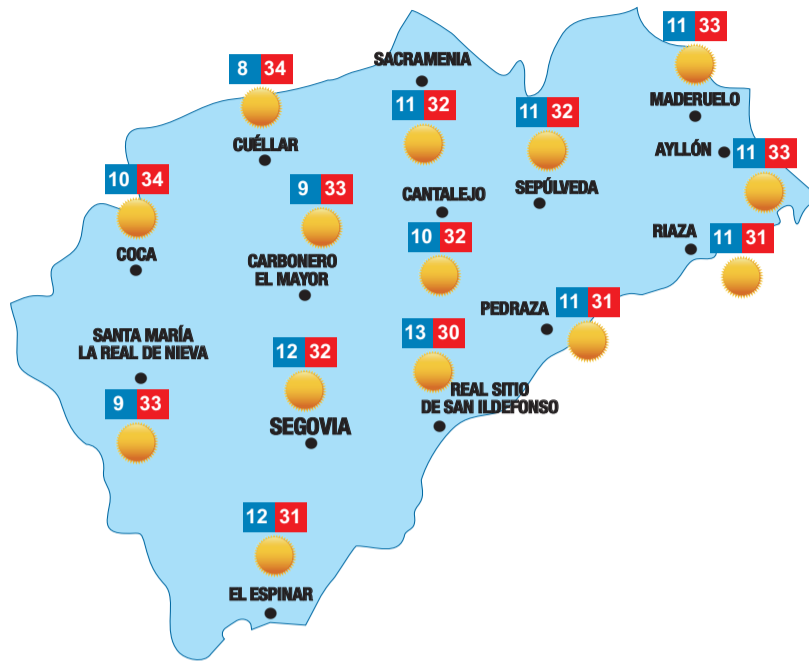 11 33
MADERUELO
SACRAMENIA
8 34
CUÉLLAR
11 32
11 32
SEPÚLVEDA
AYLLÓN
11 33
10 34
COCA
9 33
CARBONERO
EL MAYOR
CANTALEJO
10 32
RIAZA
11 31
PEDRAZA
11 31
SANTA MARÍA
LA REAL DE NIEVA
9 33
12 32
SEGOVIA
13 30
REAL SITIO
DE SAN ILDEFONSO
12 31
EL ESPINAR